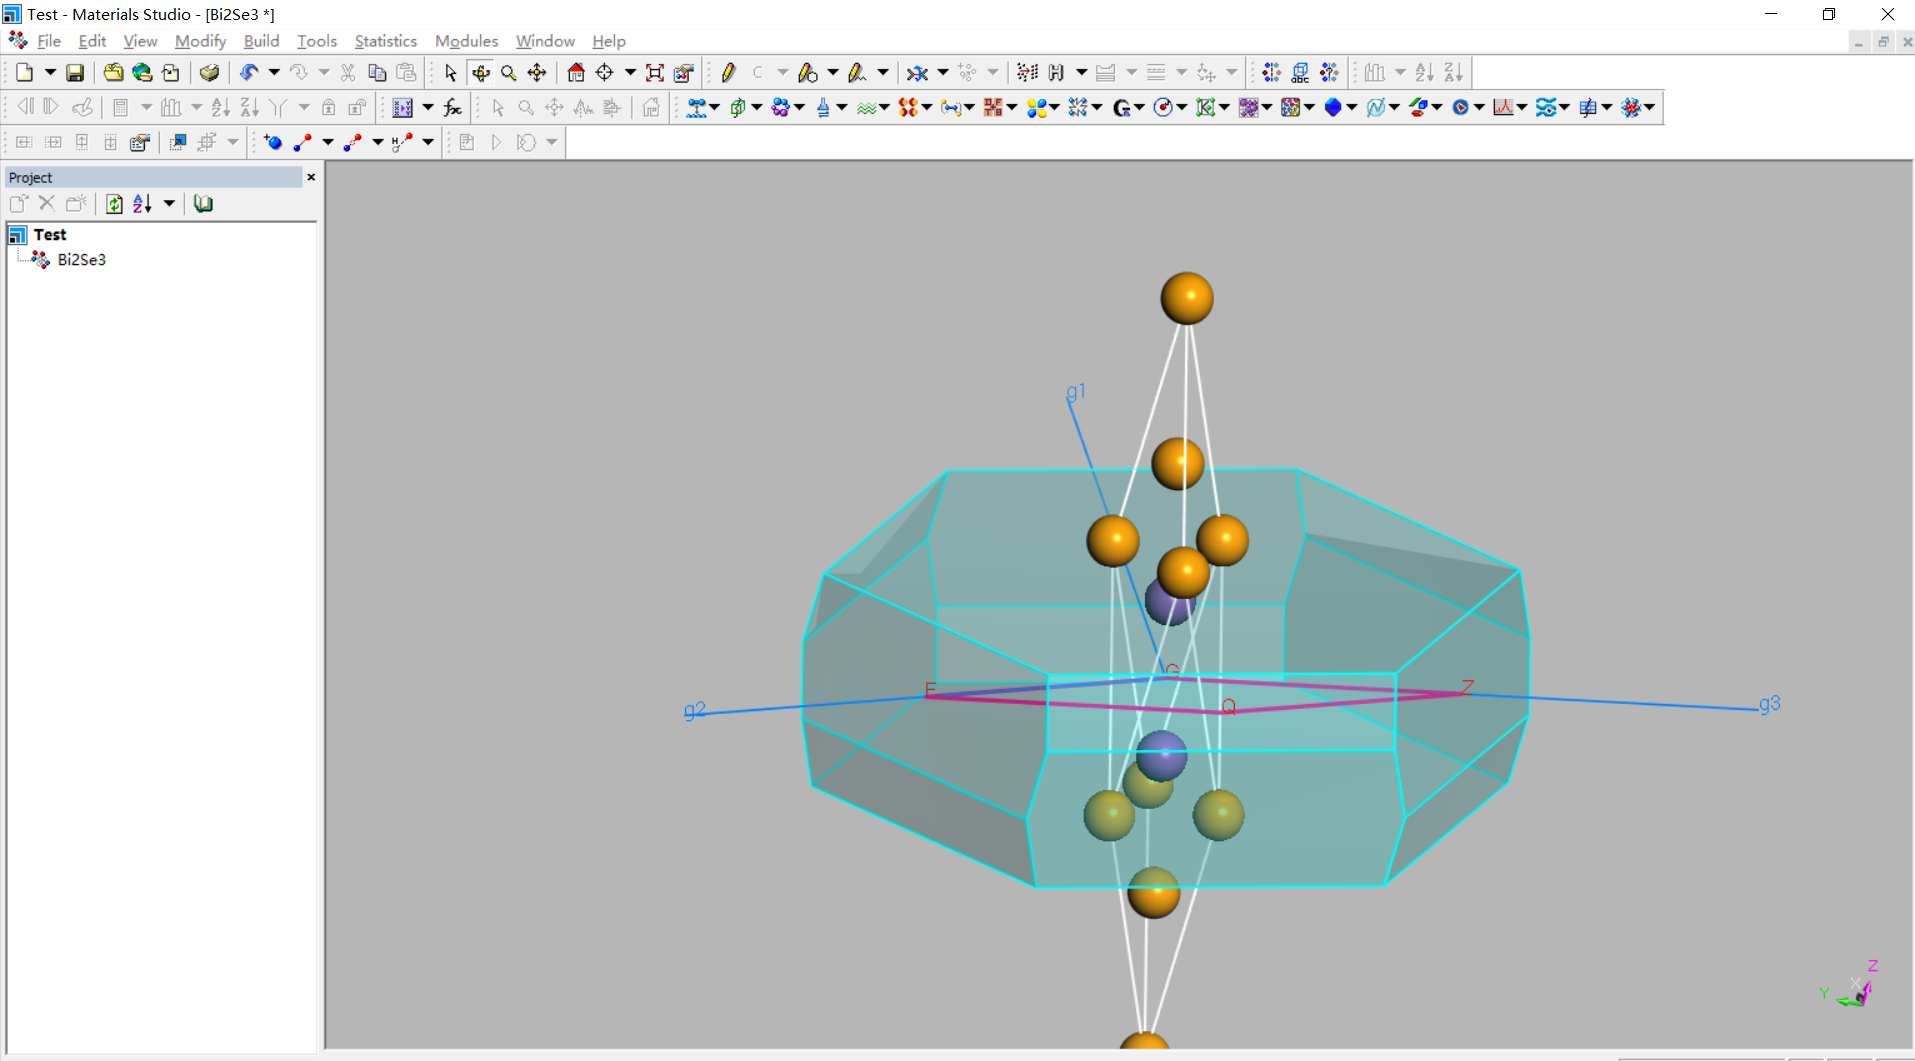 Test - Materials Studio - [Bi2Se3 *]
File Edit View Modify Build Tools Statistics Modules Window Help
Project
Test
Bi2Se3
g1
G
F
Z
g2
Q
g3
Z
X
Y